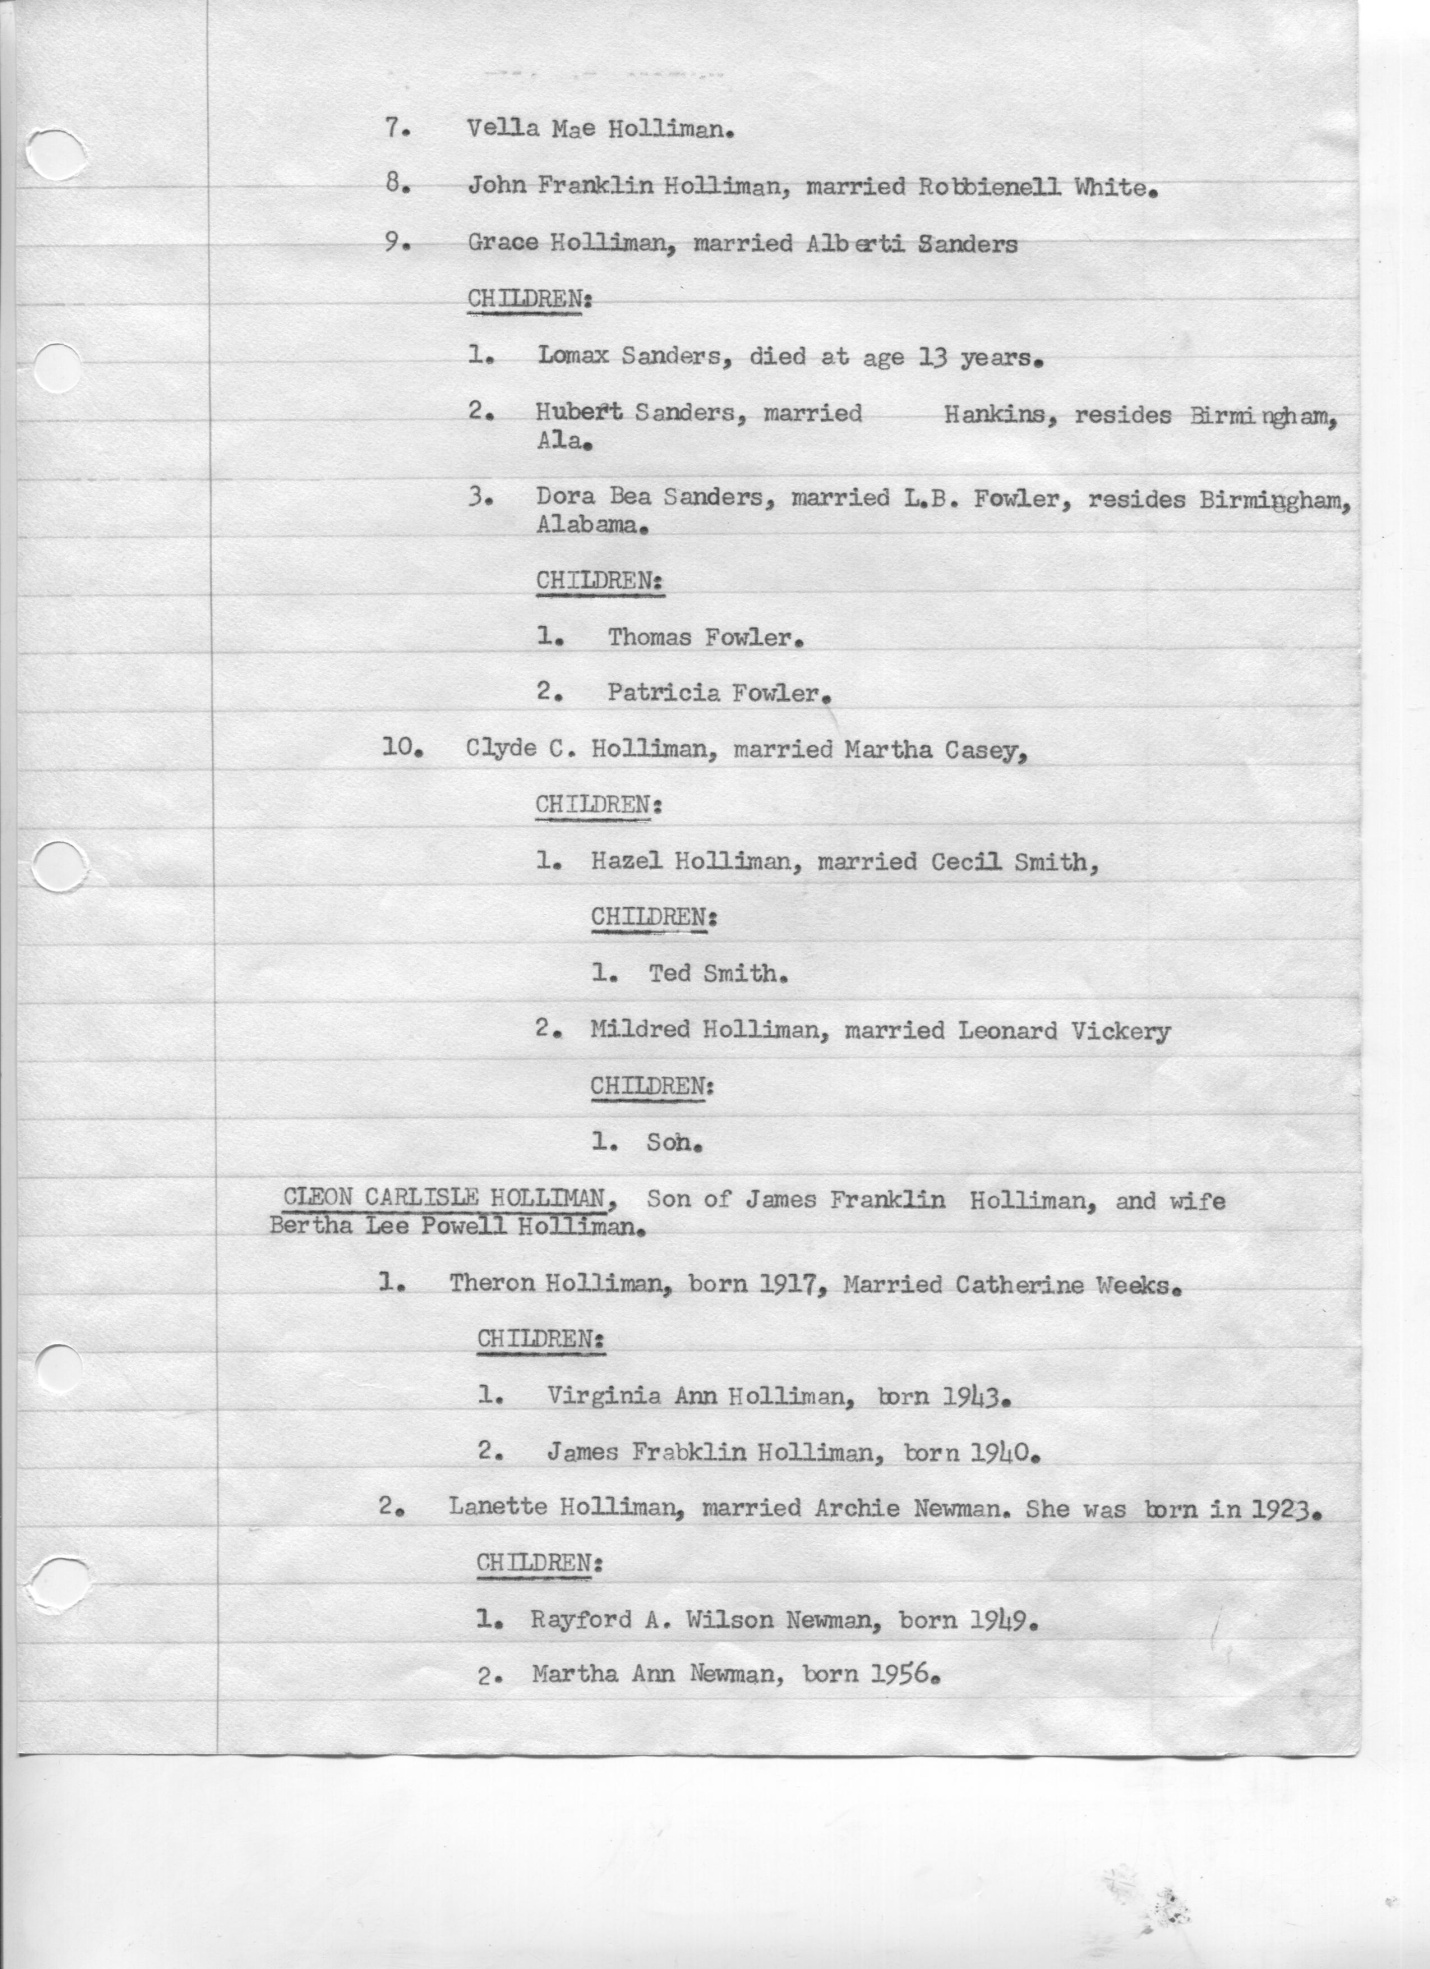 7. Vella Mae Holliman.
8. John Franklin Holliman, married Robbienell White.
9. Grace Holliman, married Alberti Sanders
CHILDREN:
1. Lomax Sanders, died at age 13 years.
2. Hubert Sanders, married Hankins, resides Birmingham,
Ala.
3. Dora Bea Sanders, married L.B. Fowler, resides Birmingham,
Alabama.
CHILDREN:
1. Thomas Fowler.
2. Patricia Fowler.
10. Clyde C. Holliman, married Martha Casey,
CHILDREN:
1. Hazel Holliman, married Cecil Smith,
CHILDREN:
1. Ted Smith.
2. Mildred Holliman, married Leonard Vickery
CHILDREN:
1. Son.
CLEON CARLISLE HOLLIMAN, Son of James Franklin Holliman, and wife
Bertha Lee Powell Holliman.
1. Theron Holliman, born 1917, Married Catherine Weeks.
CHILDREN:
1. Virginia Ann Holliman, born 1943.
2. James Frabklin Holliman, born 1940.
2. Lanette Holliman, married Archie Newman. She was born in 1923.
CHILDREN:
1. Rayford A. Wilson Newman, born 1949.
2. Martha Ann Newman, born 1956.